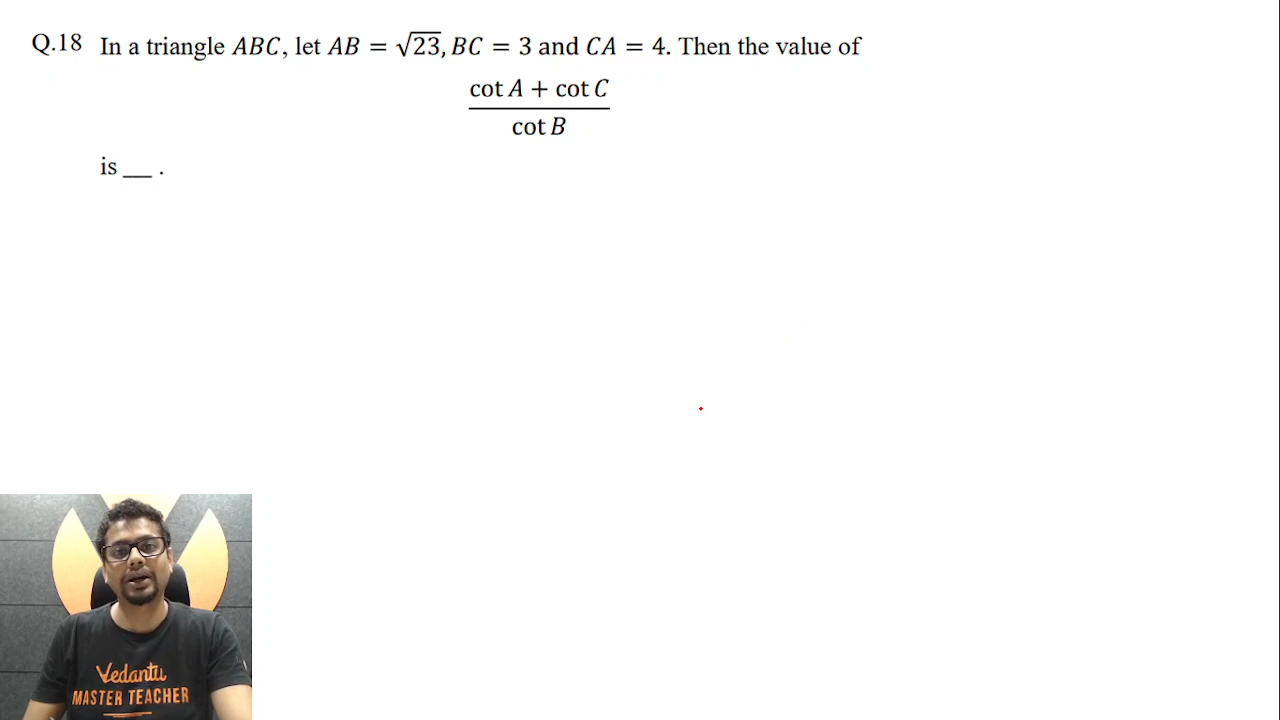 Q.18 In a triangle ABC, let AB = √23, BC = 3 and CA = 4. Then the value of
cot A + cot C
cot B
is __ .
Vedantu
MASTER TEACHER